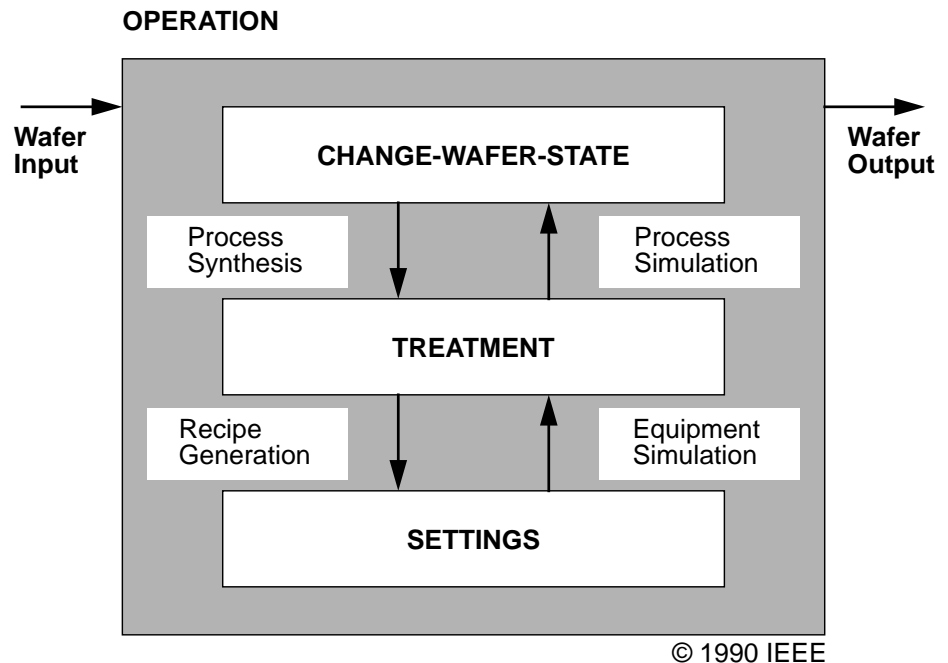 OPERATION
Wafer
Input
CHANGE-WAFER-STATE
Wafer
Output
Process
Synthesis
Process
Simulation
TREATMENT
Recipe
Generation
Equipment
Simulation
SETTINGS
© 1990 IEEE